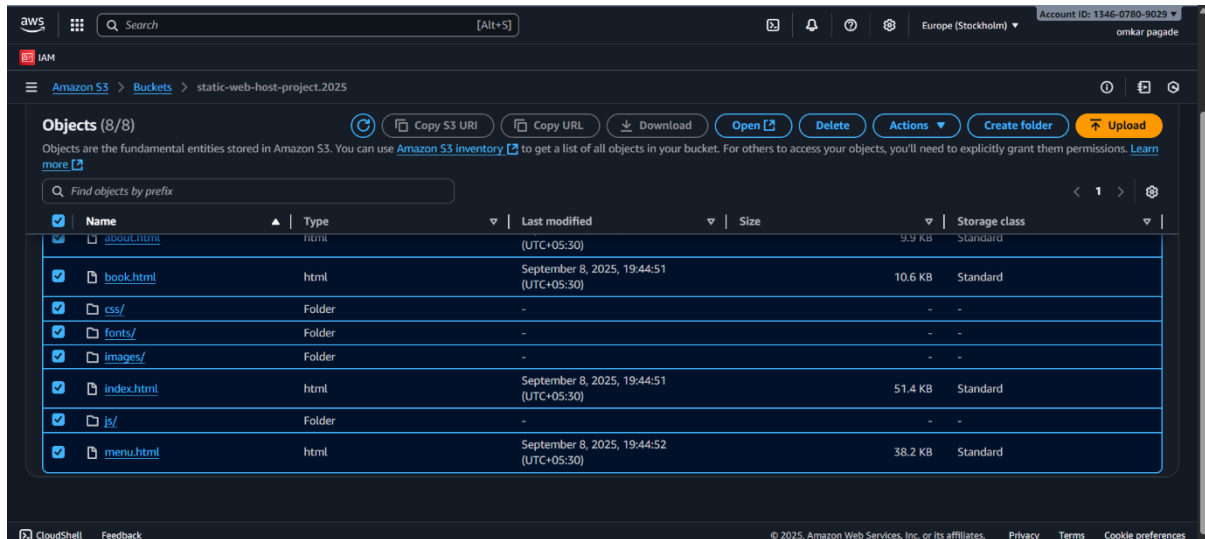 aws Search [Alt+S] Europe (Stockholm) ▼ Account ID: 1346-0780-9029 ▼
omkar pagade
IAM
Amazon S3 > Buckets > static-web-host-project.2025
Objects (8/8) Copy S3 URI Copy URL Download Open Delete Actions ▼ Create folder Upload
Objects are the fundamental entities stored in Amazon S3. You can use Amazon S3 inventory to get a list of all objects in your bucket. For others to access your objects, you'll need to explicitly grant them permissions. Learn
more
Find objects by prefix < 1 >
Name ▲ | Type | Last modified | Size | Storage class
about.html html 9.9 KB Standard
(UTC+05:30)
book.html html September 8, 2025, 19:44:51 10.6 KB Standard
(UTC+05:30)
css/ Folder - - -
fonts/ Folder - - -
images/ Folder - - -
index.html html September 8, 2025, 19:44:51 51.4 KB Standard
(UTC+05:30)
js/ Folder - - -
menu.html html September 8, 2025, 19:44:52 38.2 KB Standard
(UTC+05:30)
CloudShell Feedback © 2025, Amazon Web Services, Inc. or its affiliates. Privacy Terms Cookie preferences